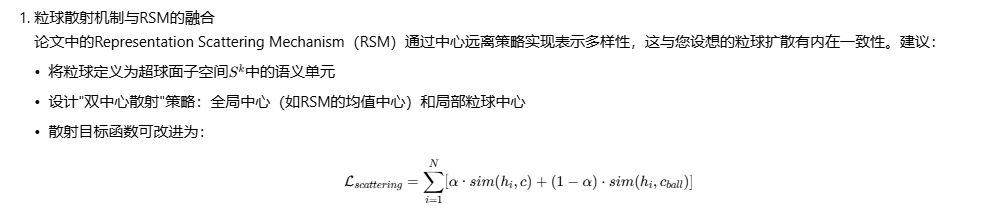 1. 粒球散射机制与RSM的融合
论文中的Representation Scattering Mechanism（RSM）通过中心远离策略实现表示多样性，这与您设想的粒球扩散有内在一致性。建议：
• 将粒球定义为超球面子空间$S^k$中的语义单元
• 设计"双中心散射"策略：全局中心（如RSM的均值中心）和局部粒球中心
• 散射目标函数可改进为：
$$\mathcal{L}_{scattering} = \sum_{i=1}^{N} [\alpha \cdot sim(h_i, c) + (1 - \alpha) \cdot sim(h_i, c_{ball})]$$